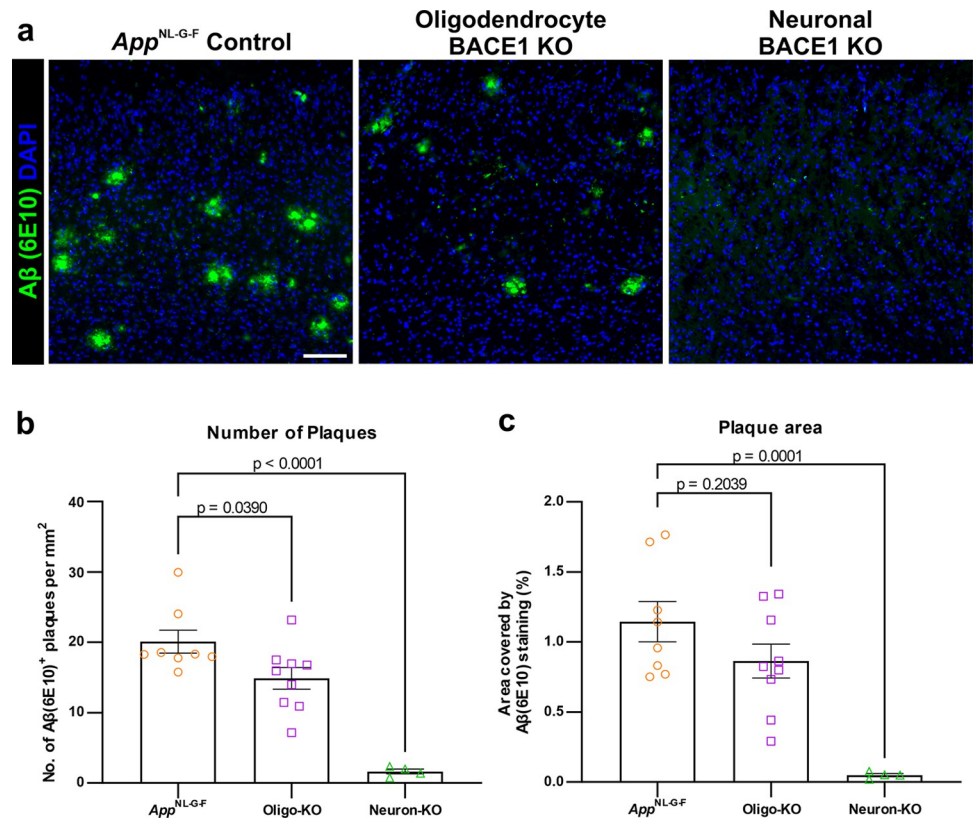 a
App^NL-G-F Control
Oligodendrocyte
BACE1 KO
Neuronal
BACE1 KO
Aβ (6E10) DAPI
b
Number of Plaques
p < 0.0001
p = 0.0390
No. of Aβ(6E10)⁺ plaques per mm²
40
30
20
10
0
App^NL-G-F
Oligo-KO
Neuron-KO
c
Plaque area
p = 0.0001
p = 0.2039
Area covered by
Aβ(6E10) staining (%)
2.0
1.5
1.0
0.5
0.0
App^NL-G-F
Oligo-KO
Neuron-KO